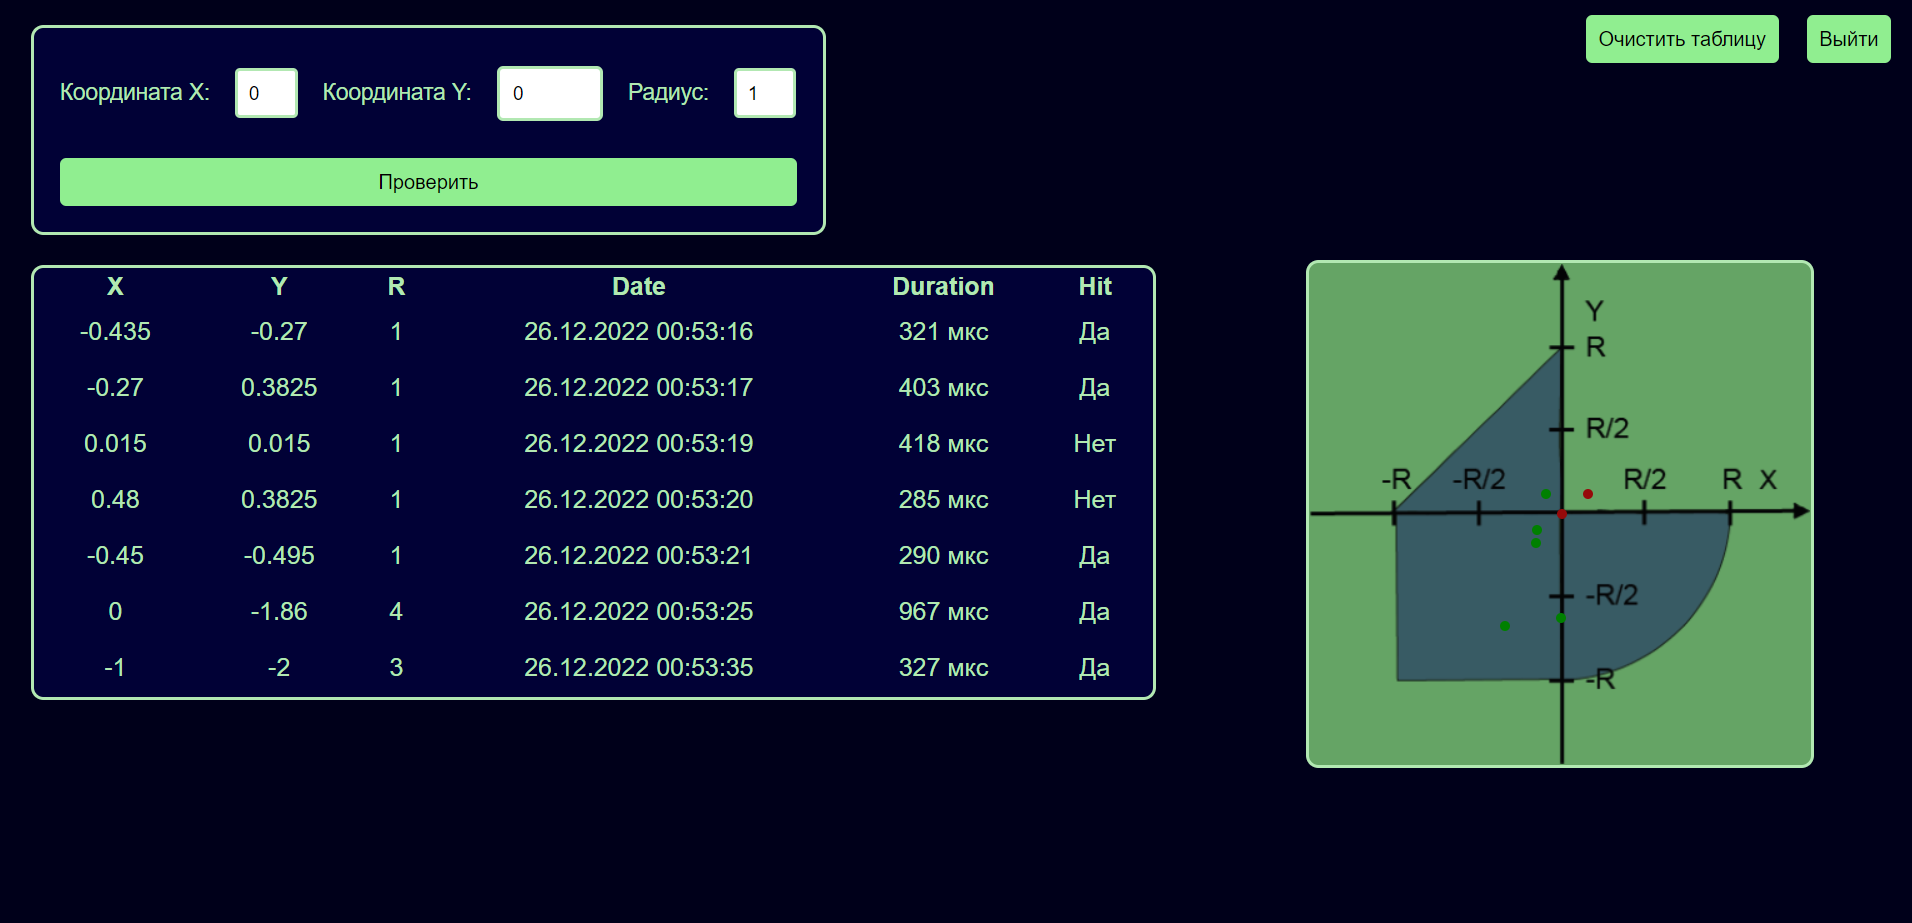 Очистить таблицу Выйти
Координата X: 0 Координата Y: 0 Радиус: 1
Проверить
X Y R Date Duration Hit
-0.435 -0.27 1 26.12.2022 00:53:16 321 мкс Да
-0.27 0.3825 1 26.12.2022 00:53:17 403 мкс Да
0.015 0.015 1 26.12.2022 00:53:19 418 мкс Нет
0.48 0.3825 1 26.12.2022 00:53:20 285 мкс Нет
-0.45 -0.495 1 26.12.2022 00:53:21 290 мкс Да
0 -1.86 4 26.12.2022 00:53:25 967 мкс Да
-1 -2 3 26.12.2022 00:53:35 327 мкс Да
Y
R
R/2
-R -R/2 R/2 R X
-R/2
-R